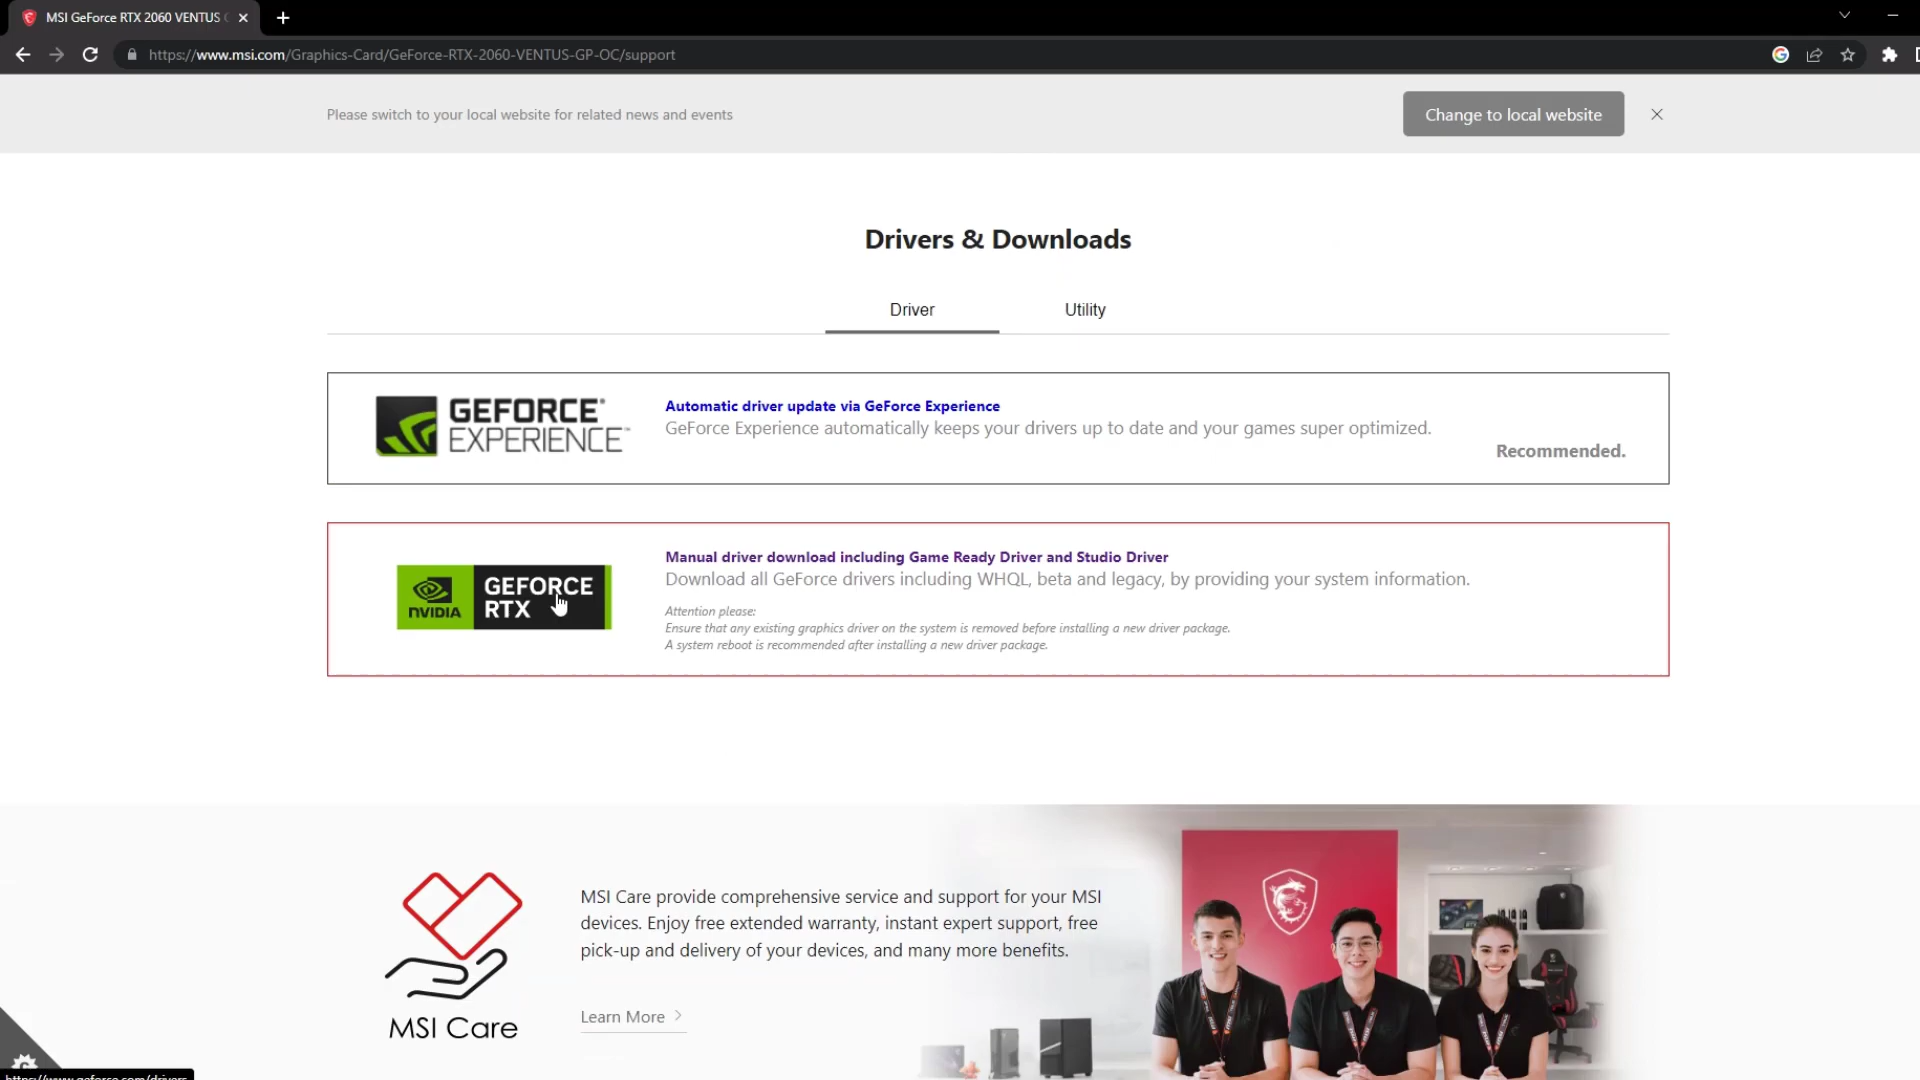 MSI GeForce RTX 2060 VENTUS
https://www.msi.com/Graphics-Card/GeForce-RTX-2060-VENTUS-GP-OC/support
Please switch to your local website for related news and events
Change to local website
Drivers & Downloads
Driver
Utility
GEFORCE
EXPERIENCE™
Automatic driver update via GeForce Experience
GeForce Experience automatically keeps your drivers up to date and your games super optimized.
Recommended.
NVIDIA
GEFORCE
RTX
Manual driver download including Game Ready Driver and Studio Driver
Download all GeForce drivers including WHQL, beta and legacy, by providing your system information.
Attention please:
Ensure that any existing graphics driver on the system is removed before installing a new driver package.
A system reboot is recommended after installing a new driver package.
MSI Care
MSI Care provide comprehensive service and support for your MSI
devices. Enjoy free extended warranty, instant expert support, free
pick-up and delivery of your devices, and many more benefits.
Learn More
https://www.geforce.com/drivers